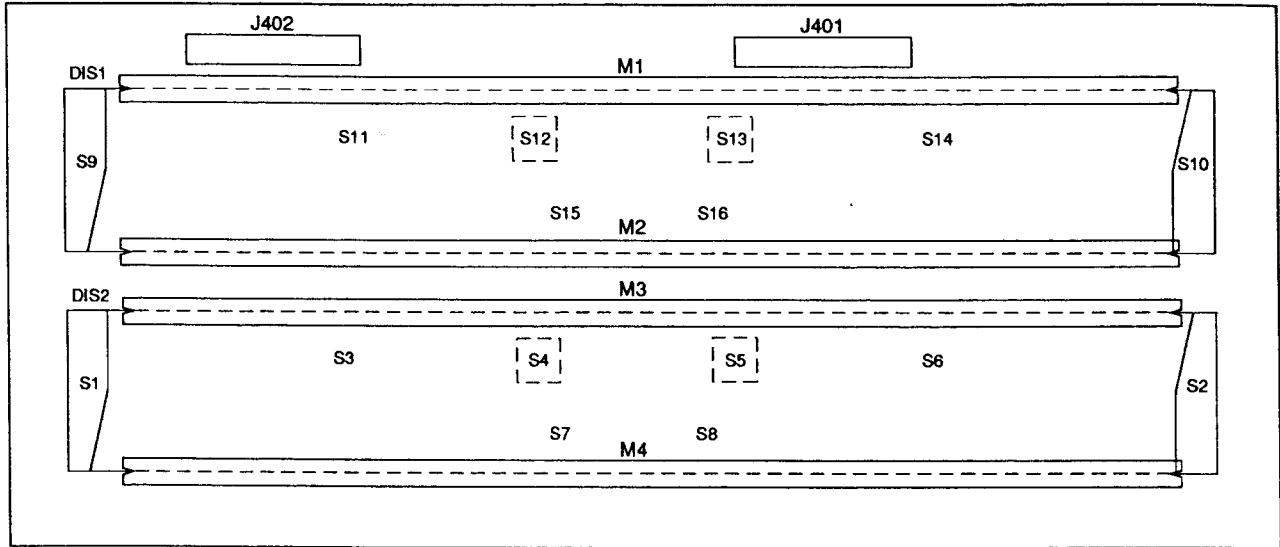 J402 J401
DIS1 M1
S11 S12 S13 S14
S9 S10
S15 S16
M2
DIS2 M3
S3 S4 S5 S6
S1 S2
S7 S8
M4